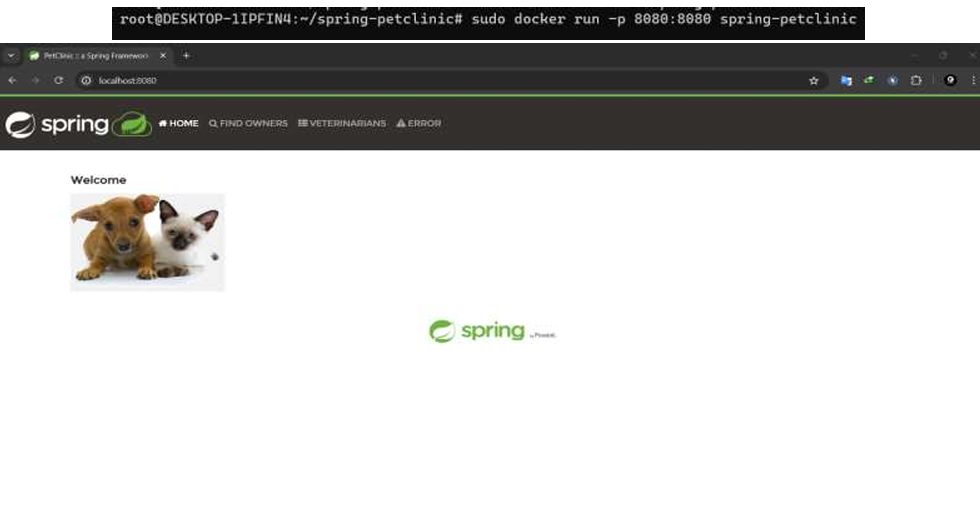 root@DESKTOP-1IPFIN4:~/spring-petclinic# sudo docker run -p 8080:8080 spring-petclinic
PetClinic :: a Spring Framework
localhost:8080
spring HOME FIND OWNERS VETERINARIANS ERROR
Welcome
spring by Pivotal.